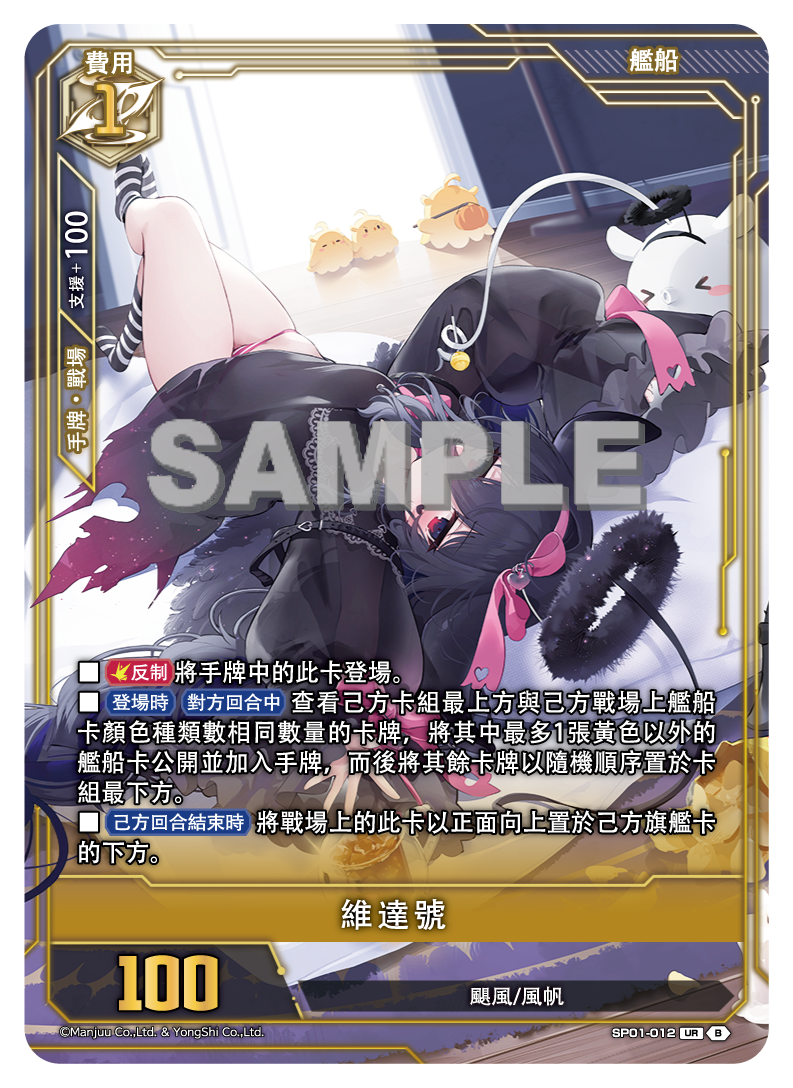 費用
1
艦船
支援+100
手牌・戰場
SAMPLE
■ 反制 將手牌中的此卡登場。
■ 登場時 對方回合中 查看己方卡組最上方與己方戰場上艦船
卡顏色種類數相同數量的卡牌，將其中最多1張黃色以外的
艦船卡公開並加入手牌，而後將其餘卡牌以隨機順序置於卡
組最下方。
■ 己方回合結束時 將戰場上的此卡以正面向上置於己方旗艦卡
的下方。
維達號
100
颶風/風帆
©Manjuu Co.,Ltd. & YongShi Co.,Ltd.
SP01-012 UR B